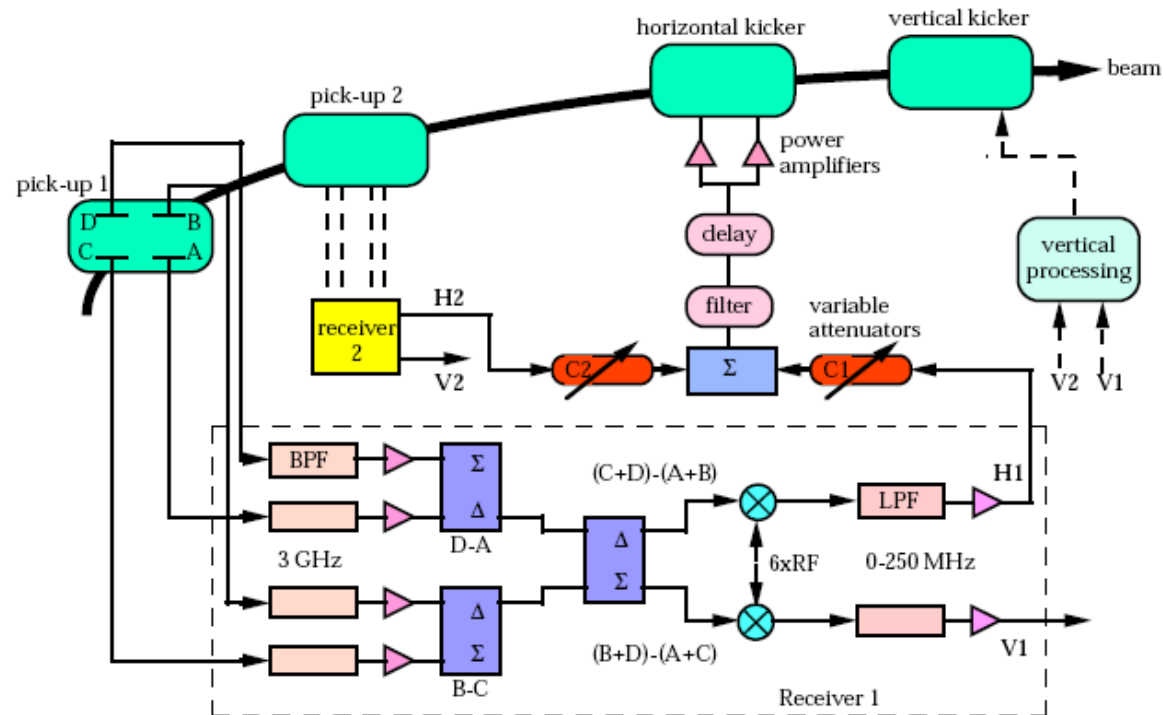 horizontal kicker
vertical kicker
beam
pick-up 2
power
amplifiers
pick-up 1
D
B
C
A
delay
vertical
processing
filter
variable
attenuators
H2
receiver
2
V2
C2
Σ
C1
V2
V1
BPF
Σ
Δ
D-A
(C+D)-(A+B)
LPF
H1
3 GHz
Δ
Σ
6xRF
0-250 MHz
Δ
Σ
B-C
(B+D)-(A+C)
V1
Receiver 1